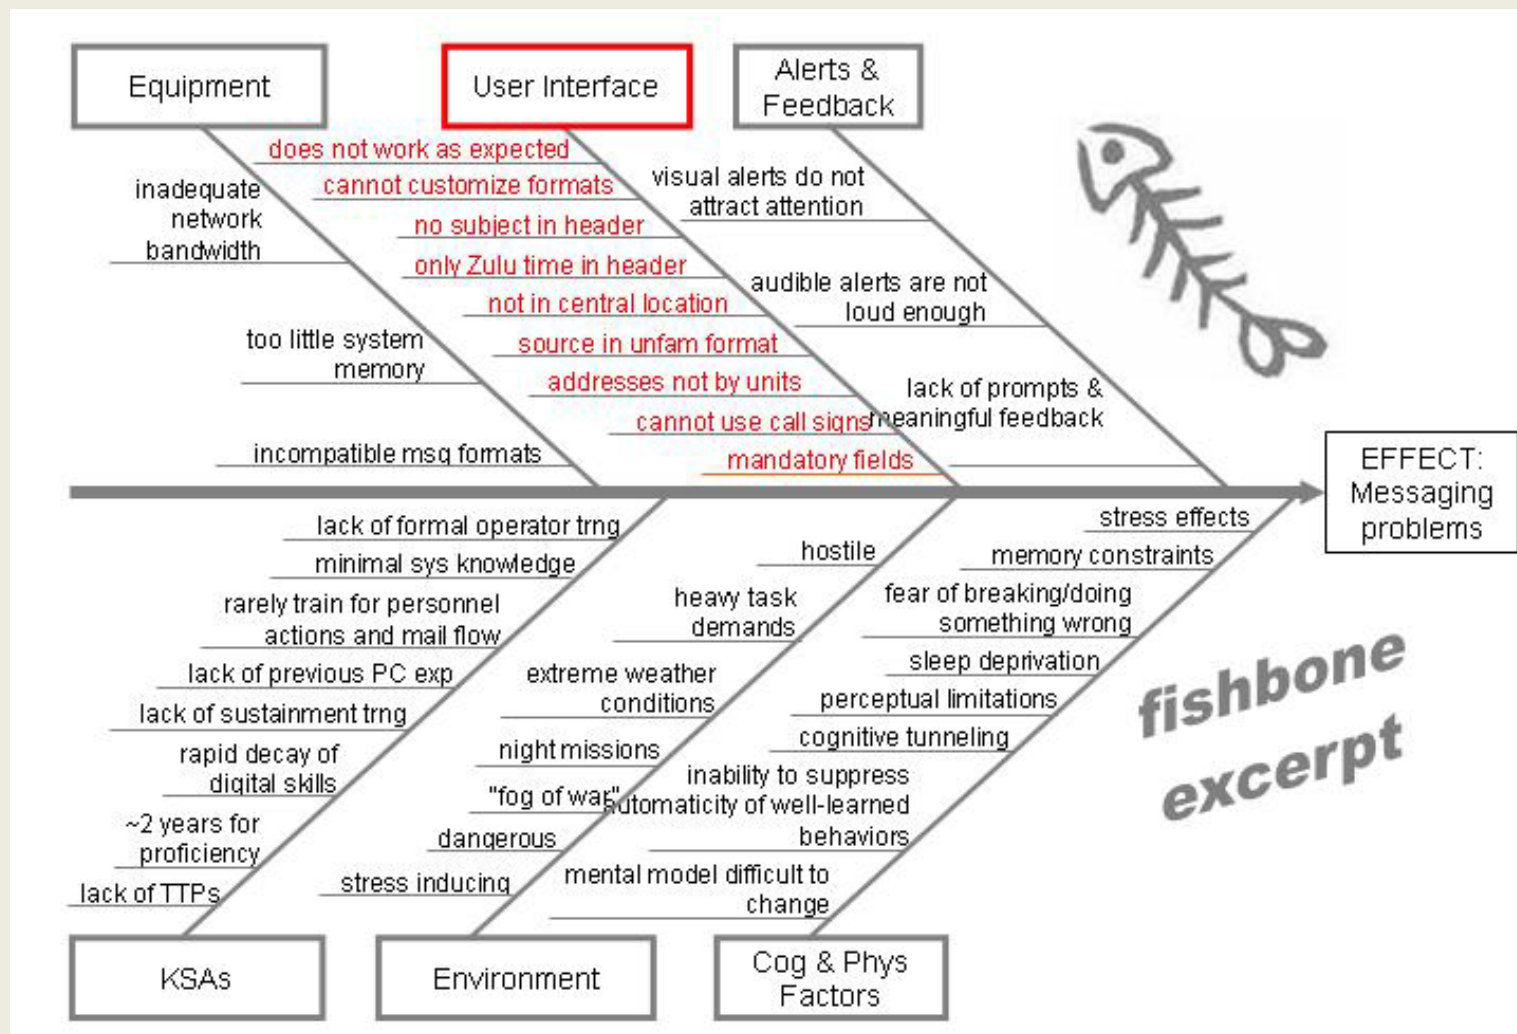 Equipment
User Interface
Alerts &
Feedback
inadequate
network
bandwidth
too little system
memory
incompatible msg formats
does not work as expected
cannot customize formats
no subject in header
only Zulu time in header
not in central location
source in unfam format
addresses not by units
cannot use call signs
mandatory fields
visual alerts do not
attract attention
audible alerts are not
loud enough
lack of prompts &
meaningful feedback
EFFECT:
Messaging
problems
lack of formal operator trng
minimal sys knowledge
rarely train for personnel
actions and mail flow
lack of previous PC exp
lack of sustainment trng
rapid decay of
digital skills
~2 years for
proficiency
lack of TTPs
hostile
heavy task
demands
extreme weather
conditions
night missions
"fog of war"
dangerous
stress inducing
stress effects
memory constraints
fear of breaking/doing
something wrong
sleep deprivation
perceptual limitations
cognitive tunneling
inability to suppress
automaticity of well-learned
behaviors
mental model difficult to
change
fishbone
excerpt
KSAs
Environment
Cog & Phys
Factors